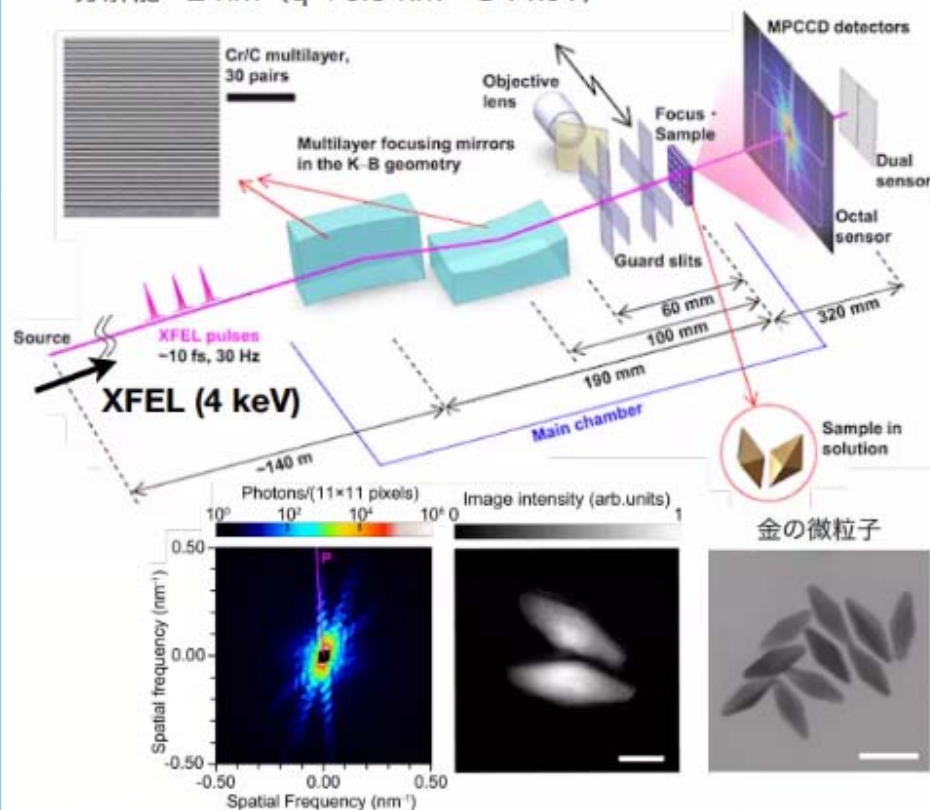 Cr/C multilayer,
30 pairs
Multilayer focusing mirrors
in the K-B geometry
Objective
lens
Focus・
Sample
MPCCD detectors
Dual
sensor
Octal
sensor
Guard slits
60 mm
100 mm
190 mm
320 mm
Source
XFEL pulses
~10 fs, 30 Hz
XFEL (4 keV)
~140 m
Main chamber
Sample in
solution
金の微粒子
Photons/(11×11 pixels)
10⁰ 10² 10⁴ 10⁶
P
0.50
0.00
-0.50
Spatial frequency (nm⁻¹)
-0.50 0.00 0.50
Spatial Frequency (nm⁻¹)
Image intensity (arb.units)
0 1